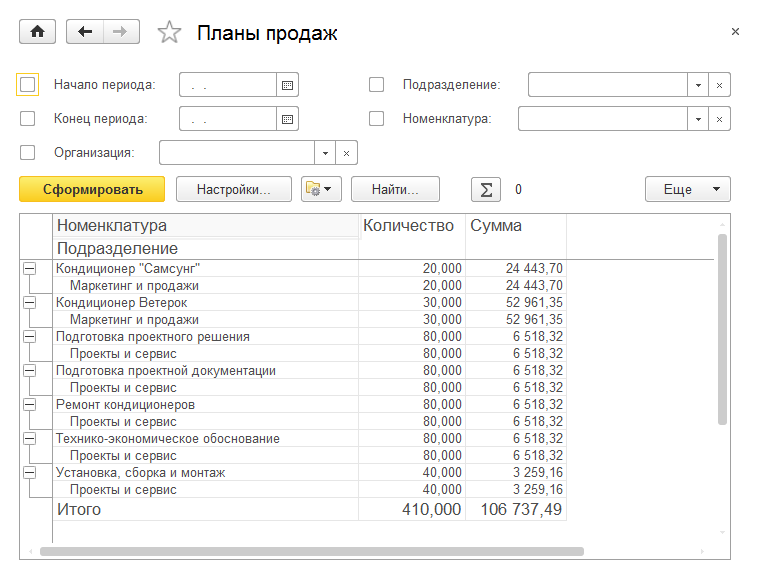 Планы продаж
Начало периода: . . Подразделение:
Конец периода: . . Номенклатура:
Организация:
Сформировать Настройки... Найти... Σ 0 Еще
Номенклатура Количество Сумма
Подразделение
Кондиционер "Самсунг" 20,000 24 443,70
Маркетинг и продажи 20,000 24 443,70
Кондиционер Ветерок 30,000 52 961,35
Маркетинг и продажи 30,000 52 961,35
Подготовка проектного решения 80,000 6 518,32
Проекты и сервис 80,000 6 518,32
Подготовка проектной документации 80,000 6 518,32
Проекты и сервис 80,000 6 518,32
Ремонт кондиционеров 80,000 6 518,32
Проекты и сервис 80,000 6 518,32
Технико-экономическое обоснование 80,000 6 518,32
Проекты и сервис 80,000 6 518,32
Установка, сборка и монтаж 40,000 3 259,16
Проекты и сервис 40,000 3 259,16
Итого 410,000 106 737,49